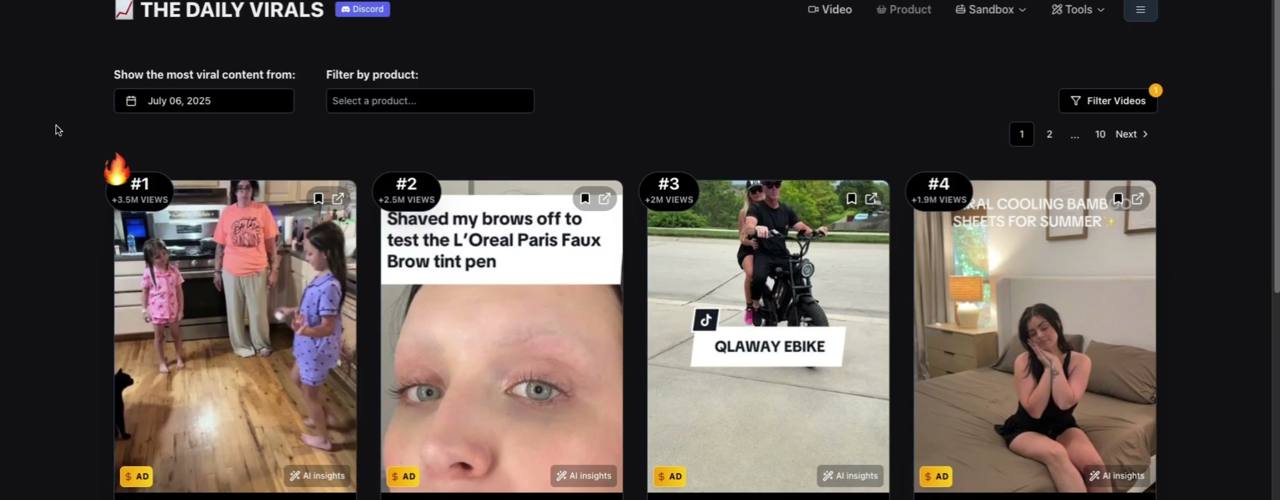 THE DAILY VIRALS
Discord
Video
Product
Sandbox
Tools
Show the most viral content from:
Filter by product:
July 06, 2025
Select a product...
Filter Videos
1
1
2
...
10
Next
#1
+3.5M VIEWS
#2
+2.5M VIEWS
#3
+2M VIEWS
#4
+1.9M VIEWS
Shaved my brows off to
test the L'Oreal Paris Faux
Brow tint pen
QLAWAY EBIKE
COOLING
SHEETS FOR SUMMER✨
$ AD
AI insights
$ AD
AI insights
$ AD
AI insights
$ AD
AI insights